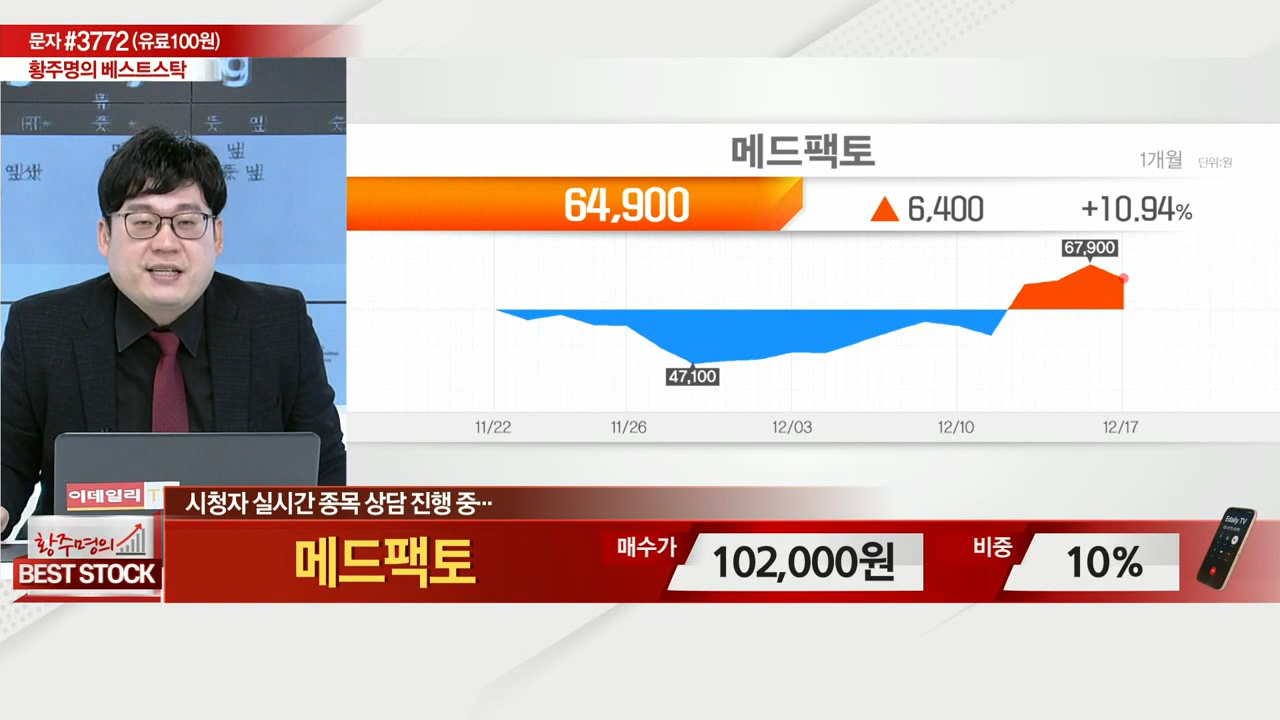 문자 #3772 (유료100원)
황주명의 베스트스탁
메드팩토
1개월 단위:원
64,900 ▲ 6,400 +10.94%
67,900
47,100
11/22 11/26 12/03 12/10 12/17
이데일리 T
시청자 실시간 종목 상담 진행 중...
황주명의
BEST STOCK
메드팩토
매수가 102,000원 비중 10%
Edaily TV